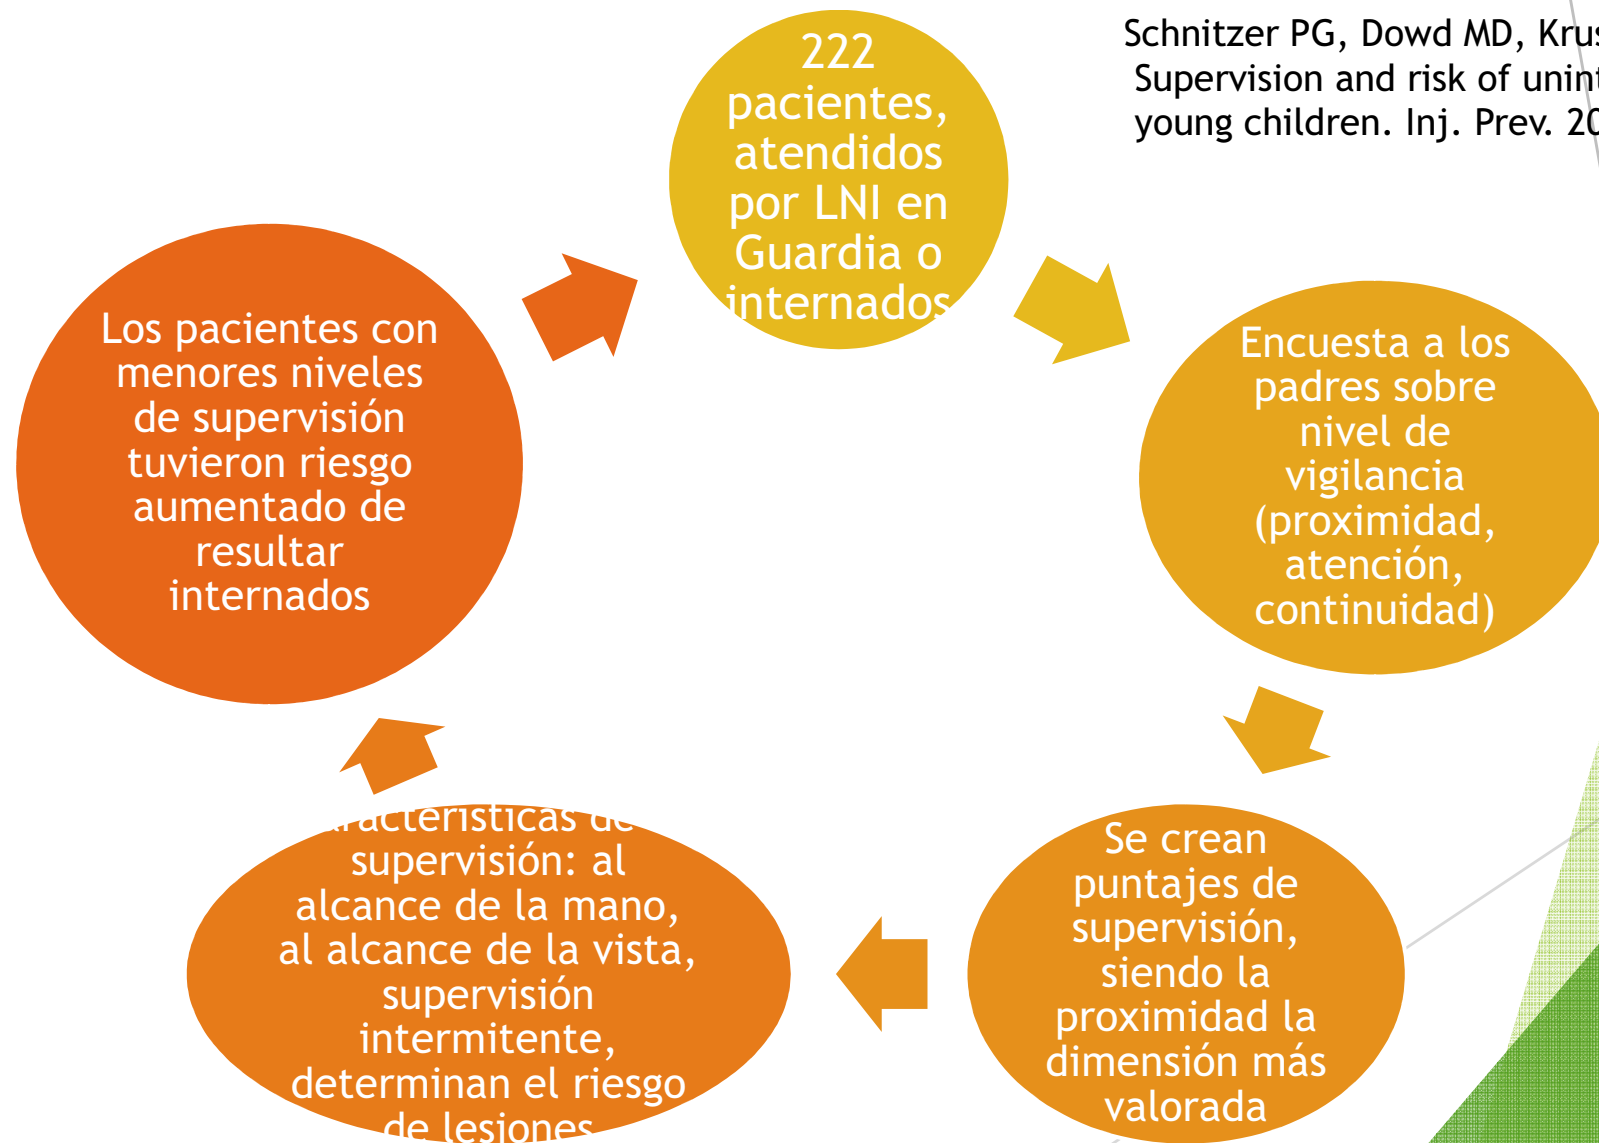 Schnitzer PG, Dowd MD,
Supervision and risk of
young children. Inj. Prev.
222
pacientes,
atendidos
por LNI en
Guardia o
internados
Encuesta a los
padres sobre
nivel de
vigilancia
(proximidad,
atención,
continuidad)
Se crean
puntajes de
supervisión,
siendo la
proximidad la
dimensión más
valorada
supervisión: al
alcance de la mano,
al alcance de la vista,
supervisión
intermitente,
determinan el riesgo
de lesiones
Los pacientes con
menores niveles
de supervisión
tuvieron riesgo
aumentado de
resultar
internados